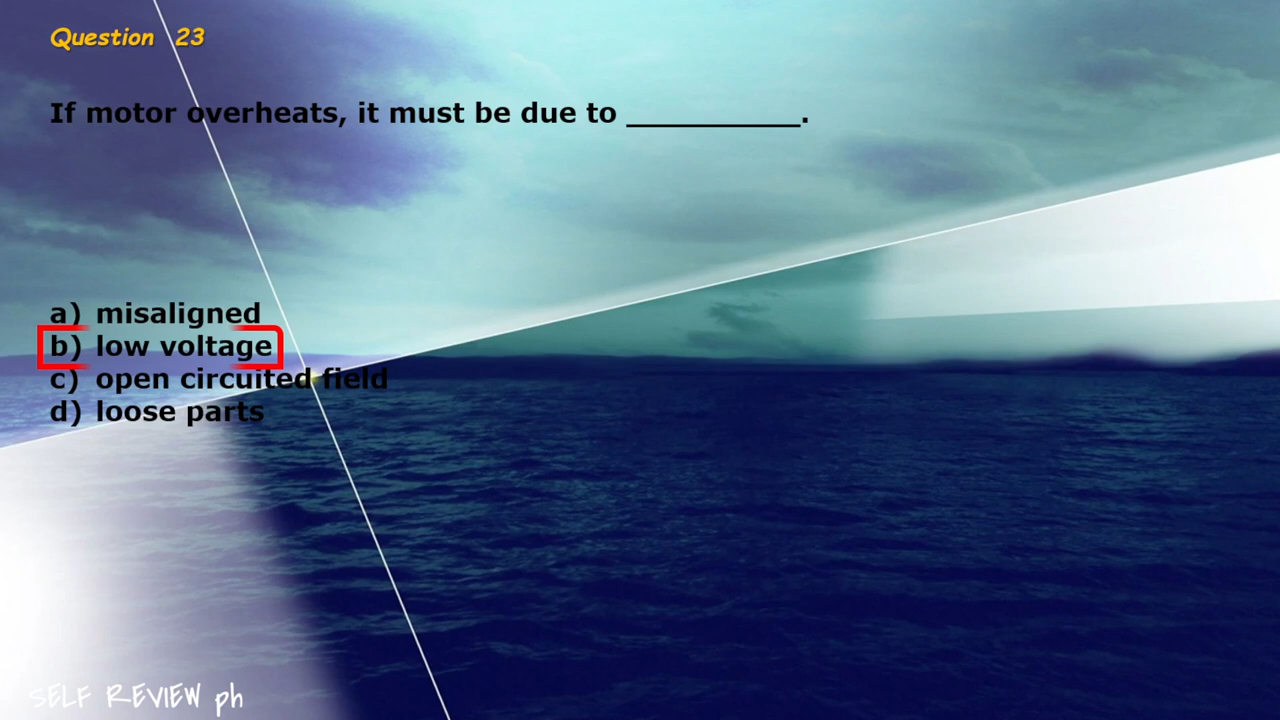 Question 23
If motor overheats, it must be due to __________.
a) misaligned
b) low voltage
c) open circuited field
d) loose parts
SELF REVIEW ph